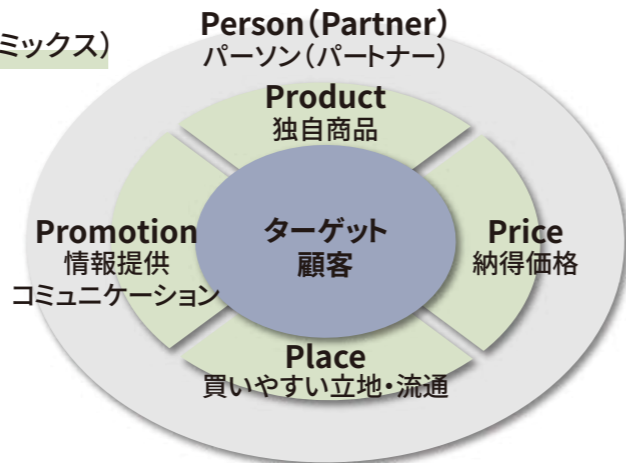 ミックス）
Person（Partner）
パーソン（パートナー）
Product
独自商品
Promotion
情報提供
コミュニケーション
ターゲット
顧客
Price
納得価格
Place
買いやすい立地・流通